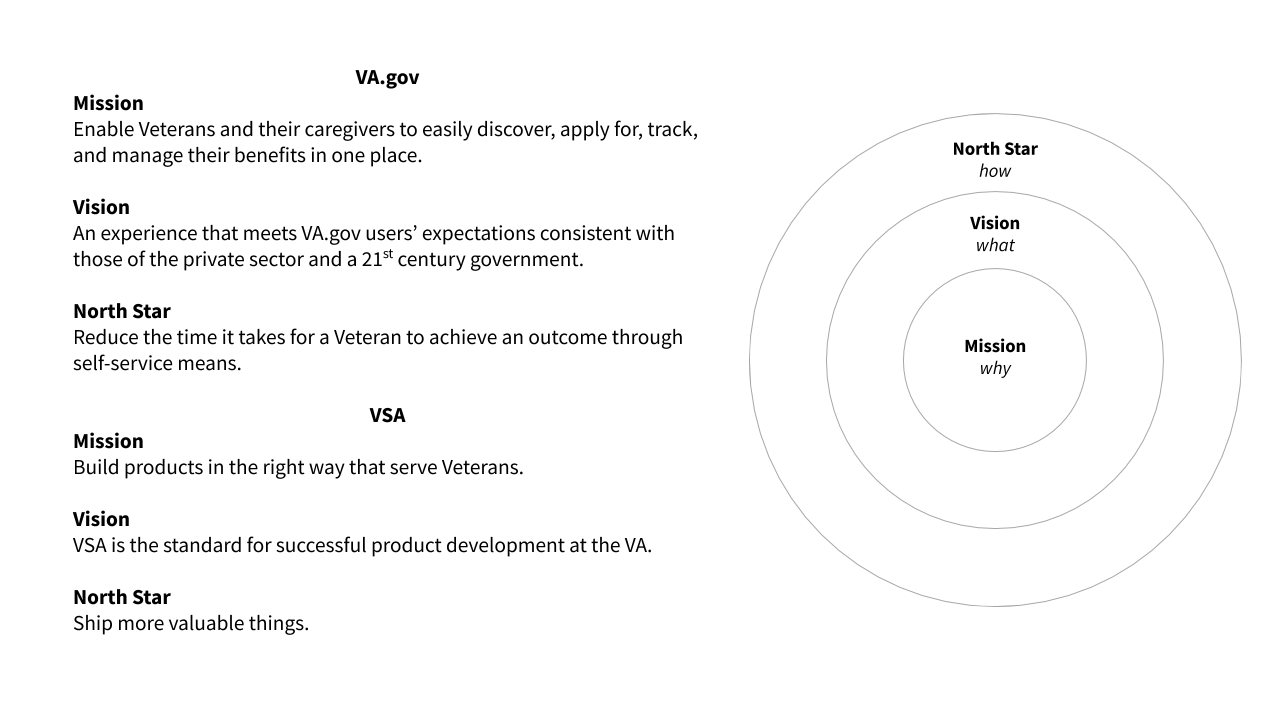 VA.gov
Mission
Enable Veterans and their caregivers to easily discover, apply for, track,
and manage their benefits in one place.
Vision
An experience that meets VA.gov users’ expectations consistent with
those of the private sector and a 21st century government.
North Star
Reduce the time it takes for a Veteran to achieve an outcome through
self-service means.
VSA
Mission
Build products in the right way that serve Veterans.
Vision
VSA is the standard for successful product development at the VA.
North Star
Ship more valuable things.
North Star
how
Vision
what
Mission
why